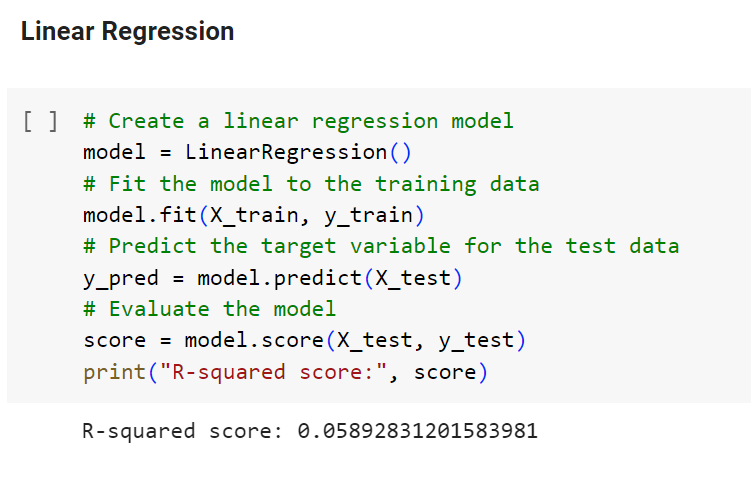 Linear Regression
[ ] # Create a linear regression model
model = LinearRegression()
# Fit the model to the training data
model.fit(X_train, y_train)
# Predict the target variable for the test data
y_pred = model.predict(X_test)
# Evaluate the model
score = model.score(X_test, y_test)
print("R-squared score:", score)
R-squared score: 0.05892831201583981